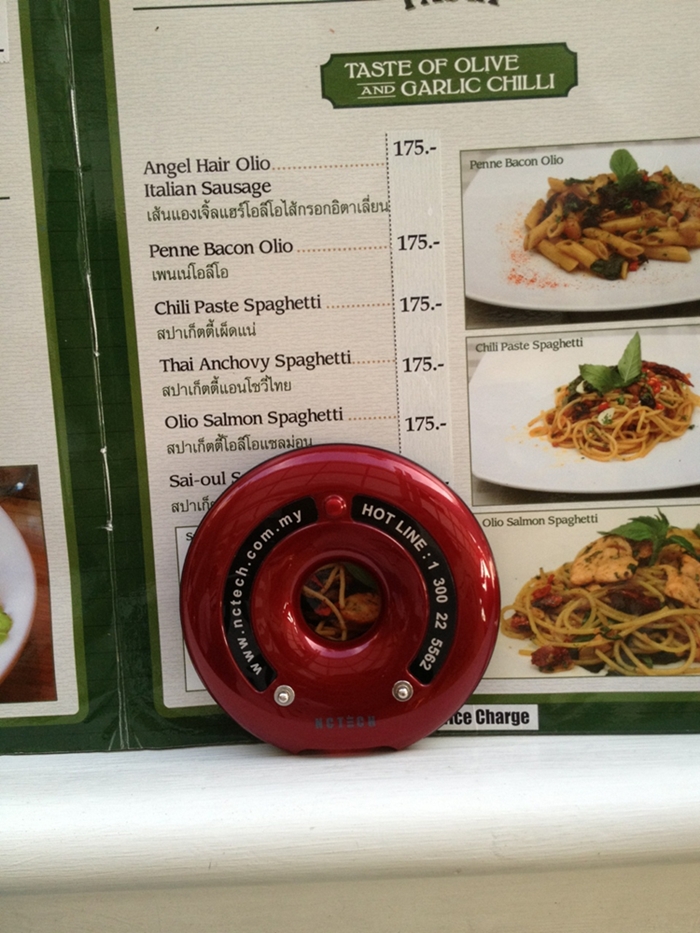 TASTE OF OLIVE
AND GARLIC CHILLI
Angel Hair Olio 175.-
Italian Sausage
เส้นแองเจิ้ลแฮร์โอลีโอไส้กรอกอิตาเลี่ยน
Penne Bacon Olio 175.-
เพนเน่โอลีโอ
Chili Paste Spaghetti 175.-
สปาเก็ตตี้เผ็ดแน่
Thai Anchovy Spaghetti 175.-
สปาเก็ตตี้แอนโชวี่ไทย
Olio Salmon Spaghetti 175.-
สปาเก็ตตี้โอลีโอแซลม่อน
Sai-oul
Penne Bacon Olio
Chili Paste Spaghetti
Olio Salmon Spaghetti
www.nctech.com.my
HOT LINE : 1 300 22 5562
NCTECH
Charge